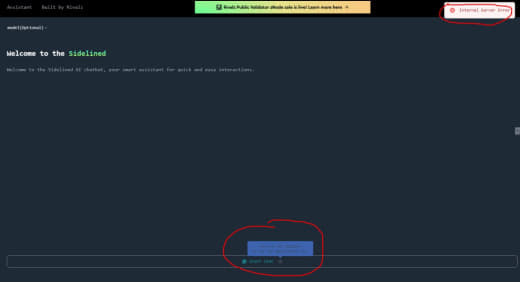 Assistant Built by Rivalz
Rivalz Public Validator zNode sale is live! Learn more here
Internal Server Error
model(Optional)
Welcome to the Sidelined
Welcome to the Sidelined AI chatbot, your smart assistant for quick and easy interactions.
Start chat